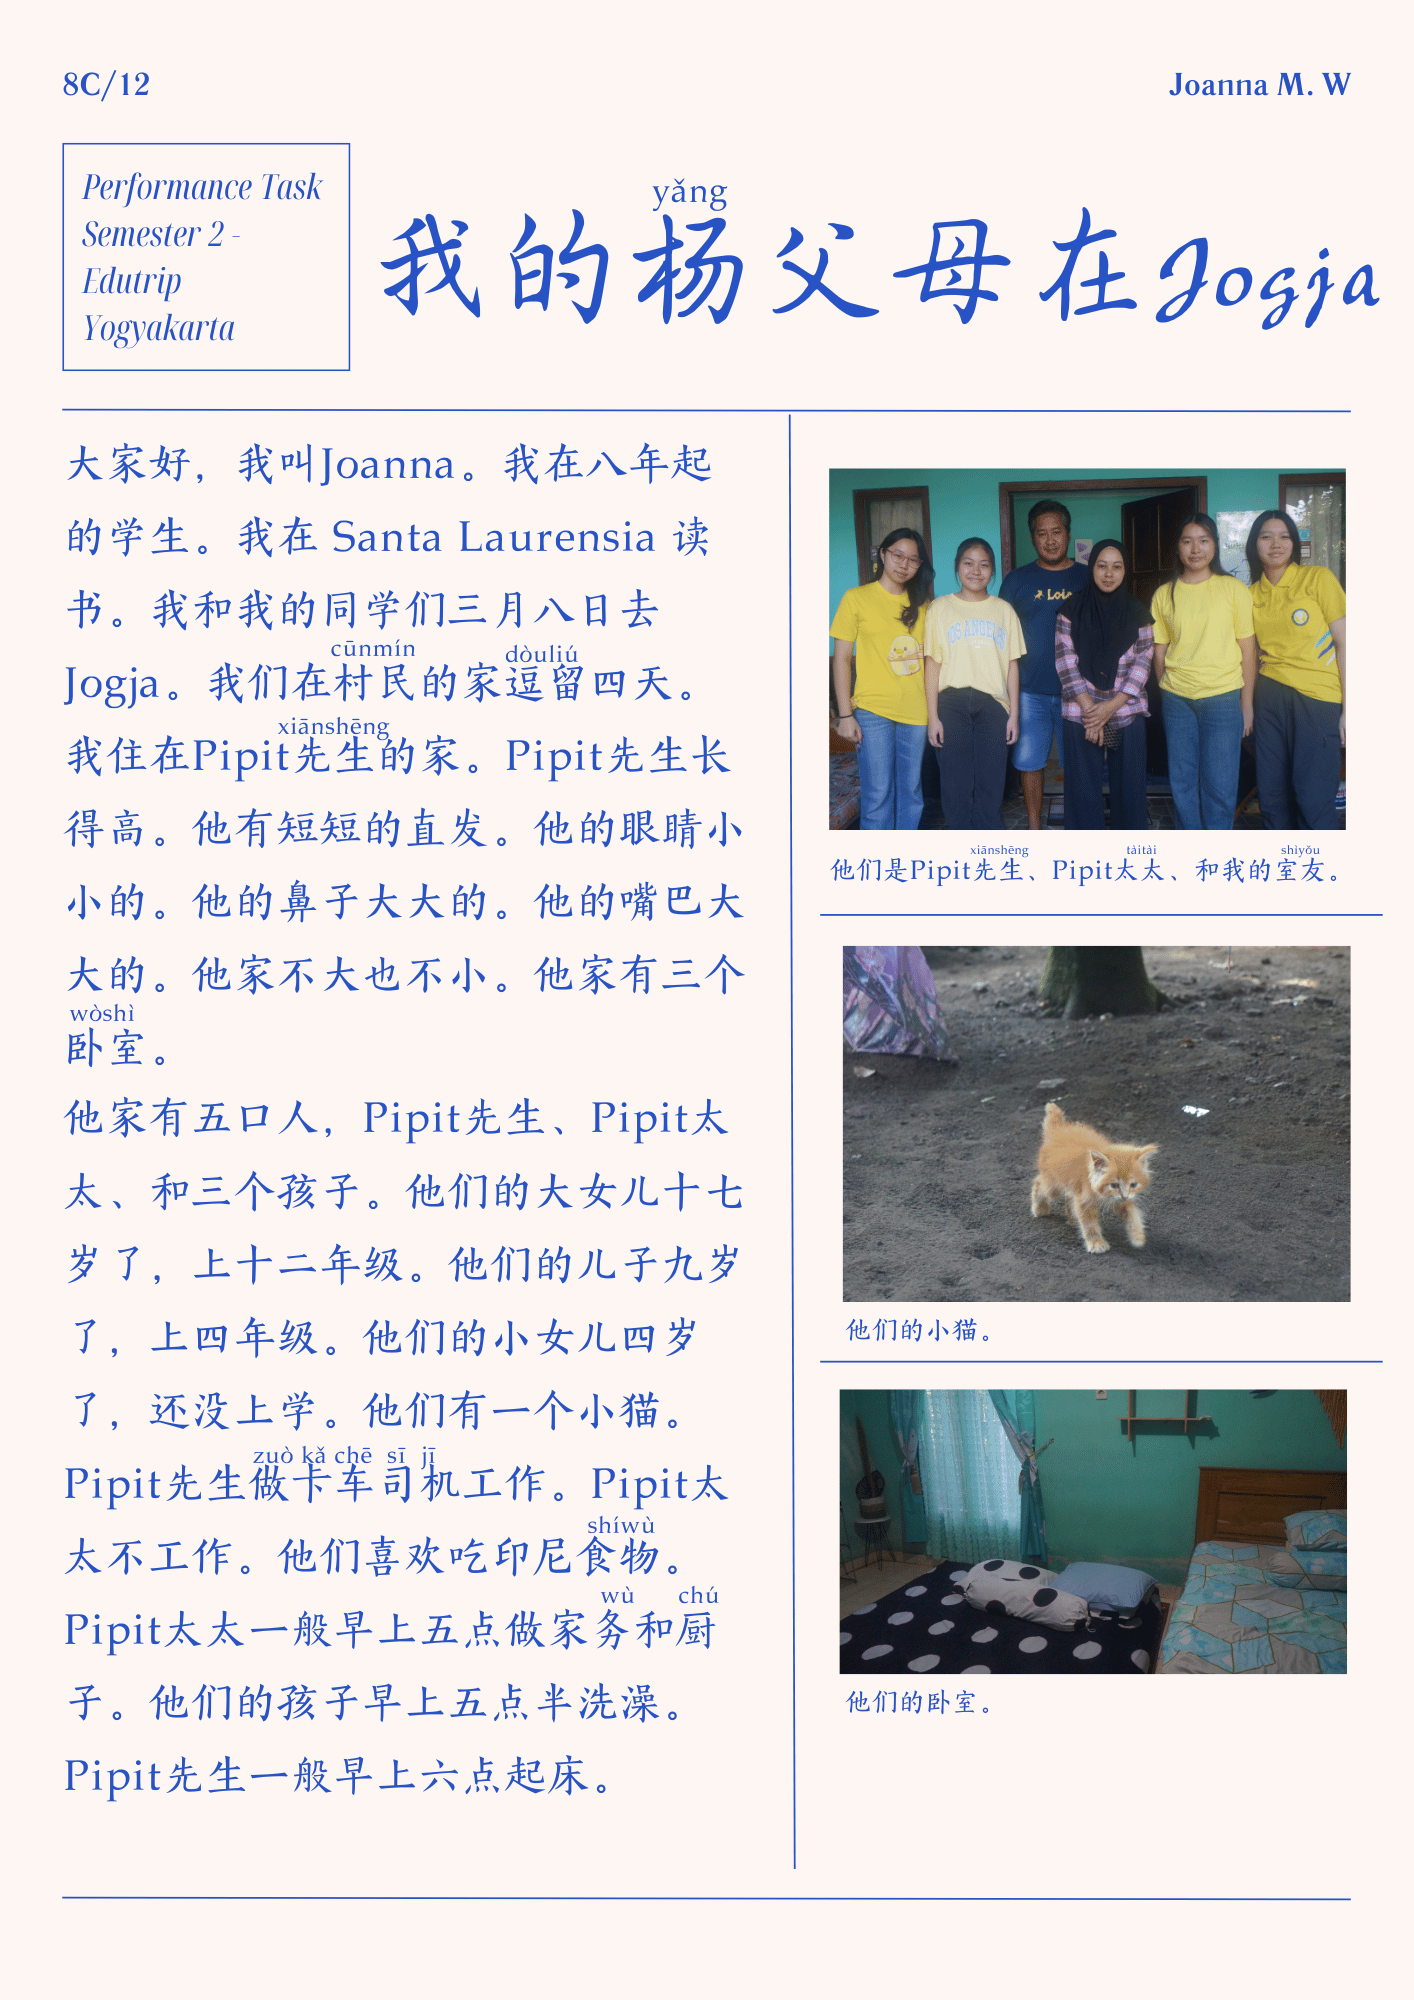 8C/12
Joanna M. W
Performance Task
Semester 2 -
Edutrip
Yogyakarta
yǎng
我的杨父母在Jogja
大家好，我叫Joanna。我在八年起
的学生。我在 Santa Laurensia 读
书。我和我的同学们三月八日去
cūnmín dòuliú
Jogja。我们在村民的家逗留四天。
xiānshēng
我住在Pipit先生的家。Pipit先生长
得高。他有短短的直发。他的眼睛小
小的。他的鼻子大大的。他的嘴巴大
大的。他家不大也不小。他家有三个
wòshì
卧室。
他家有五口人，Pipit先生、Pipit太
太、和三个孩子。他们的大女儿十七
岁了，上十二年级。他们的儿子九岁
了，上四年级。他们的小女儿四岁
了，还没上学。他们有一个小猫。
zuò kǎ chē sī jī
Pipit先生做卡车司机工作。Pipit太
shíwù
太不工作。他们喜欢吃印尼食物。
wù chú
Pipit太太一般早上五点做家务和厨
子。他们的孩子早上五点半洗澡。
Pipit先生一般早上六点起床。
LOS ANGELES
xiānshēng tàitài shìyǒu
他们是Pipit先生、Pipit太太、和我的室友。
他们的小猫。
他们的卧室。